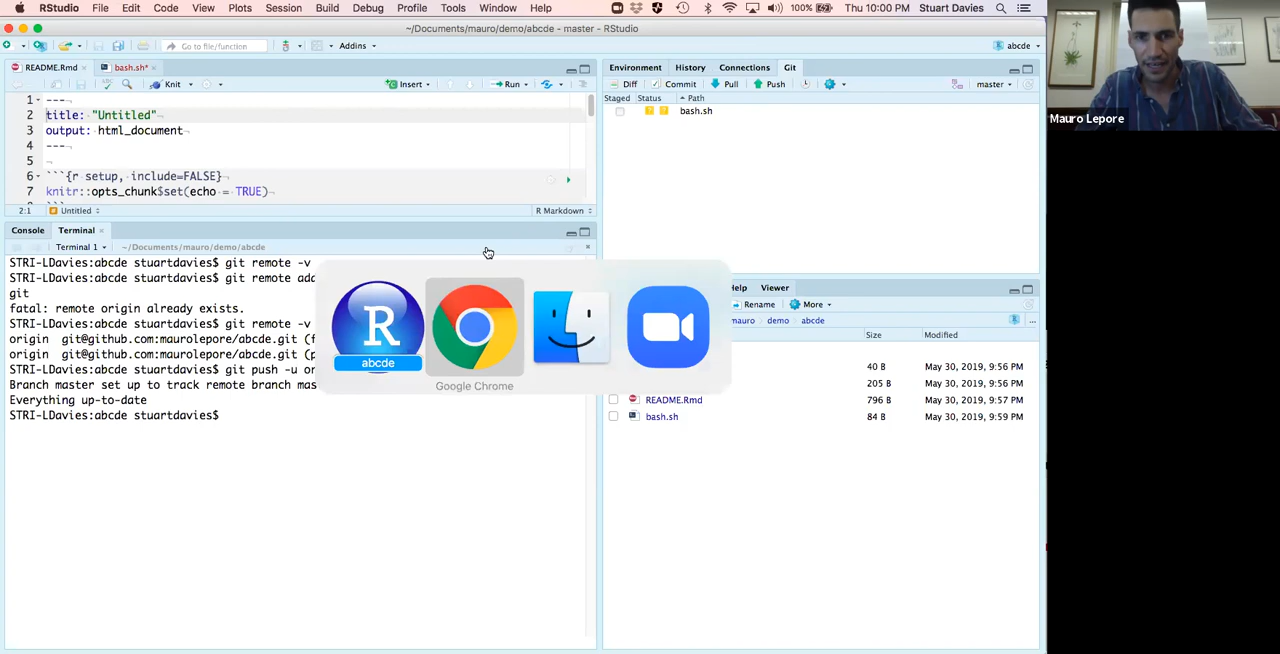 RStudio File Edit Code View Plots Session Build Debug Profile Tools Window Help 100% Thu 10:00 PM Stuart Davies
~/Documents/mauro/demo/abcde - master - RStudio
Go to file/function Addins abcde
README.Rmd bash.sh*
Knit Insert Run
1 ---
2 title: "Untitled"
3 output: html_document
4 ---
5
6 ```{r setup, include=FALSE}
7 knitr::opts_chunk$set(echo = TRUE)
2:1 Untitled R Markdown
Console Terminal
Terminal 1 ~/Documents/mauro/demo/abcde
STRI-LDavies:abcde stuartdavies$ git remote -v
STRI-LDavies:abcde stuartdavies$ git remote add
git
fatal: remote origin already exists.
STRI-LDavies:abcde stuartdavies$ git remote -v
origin git@github.com:maurolepore/abcde.git (f
origin git@github.com:maurolepore/abcde.git (p
STRI-LDavies:abcde stuartdavies$ git push -u or
Branch master set up to track remote branch mas
Everything up-to-date
STRI-LDavies:abcde stuartdavies$
R
abcde
Google Chrome
Environment History Connections Git
Diff Commit Pull Push master
Staged Status Path
bash.sh
Help Viewer
Rename More
mauro demo abcde
Size Modified
40 B May 30, 2019, 9:56 PM
205 B May 30, 2019, 9:56 PM
README.Rmd 796 B May 30, 2019, 9:57 PM
bash.sh 84 B May 30, 2019, 9:59 PM
Mauro Lepore